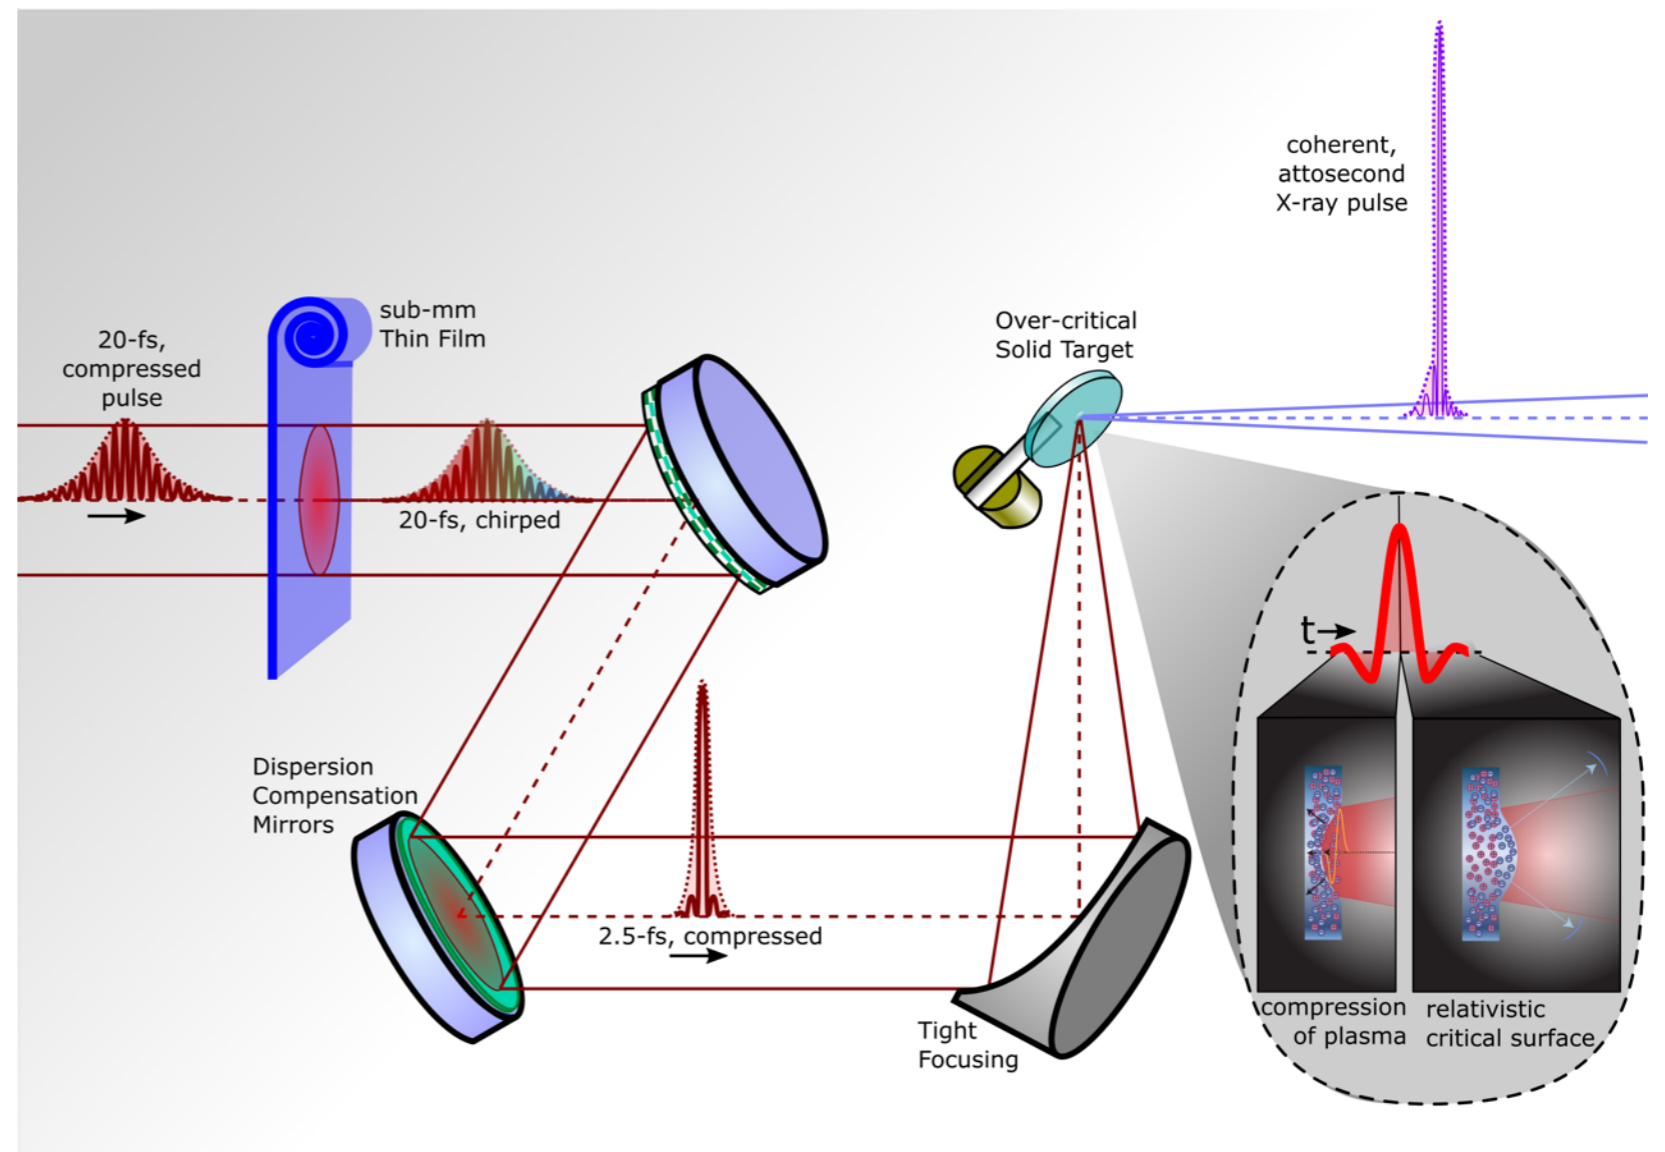 coherent,
attosecond
X-ray pulse
sub-mm
Thin Film
20-fs,
compressed
pulse
Over-critical
Solid Target
20-fs, chirped
t
Dispersion
Compensation
Mirrors
2.5-fs, compressed
Tight
Focusing
compression
of plasma
relativistic
critical surface